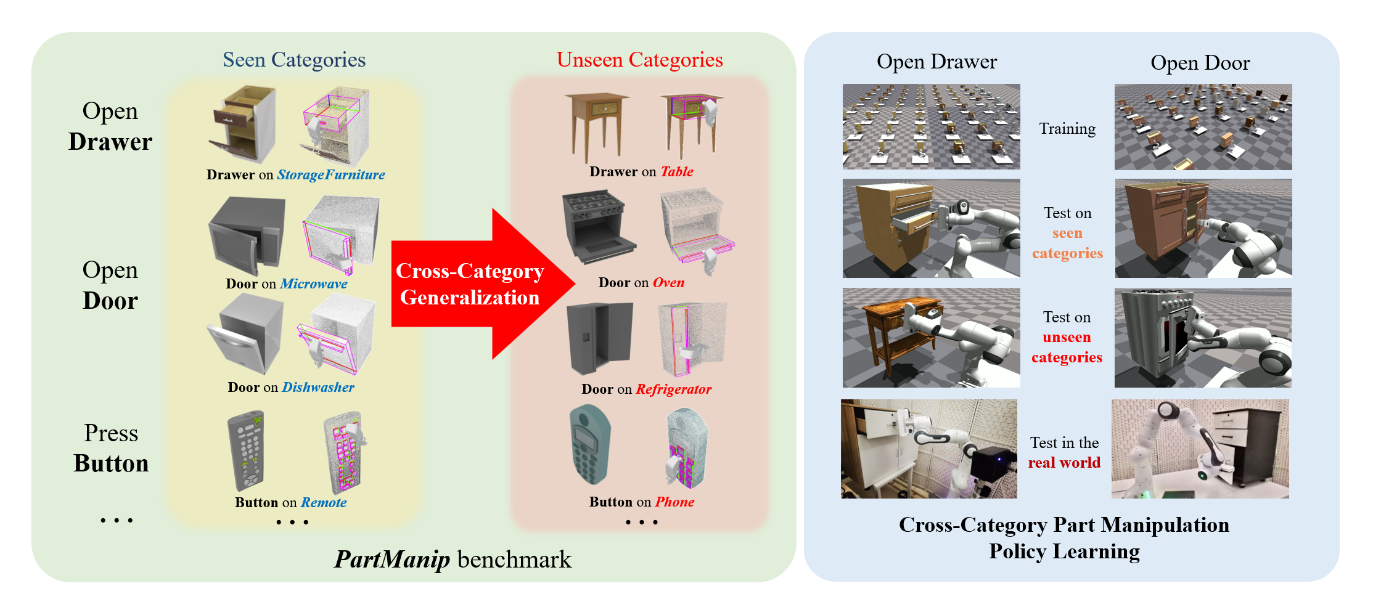 Seen Categories
Unseen Categories
Open
Drawer
Drawer on StorageFurniture
Drawer on Table
Open
Door
Door on Microwave
Door on Oven
Cross-Category
Generalization
Door on Dishwasher
Door on Refrigerator
Press
Button
Button on Remote
Button on Phone
...
...
...
PartManip benchmark
Open Drawer
Open Door
Training
Test on
seen
categories
Test on
unseen
categories
Test in the
real world
Cross-Category Part Manipulation
Policy Learning